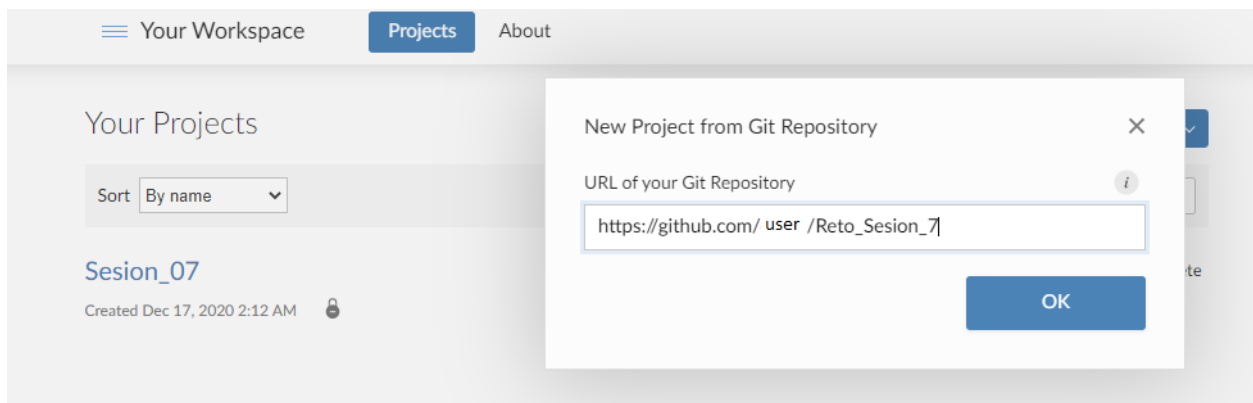 Your Workspace Projects About
Your Projects
New Project from Git Repository
Sort By name
URL of your Git Repository
i
https://github.com/ user /Reto_Sesion_7
Sesion_07
Created Dec 17, 2020 2:12 AM
OK